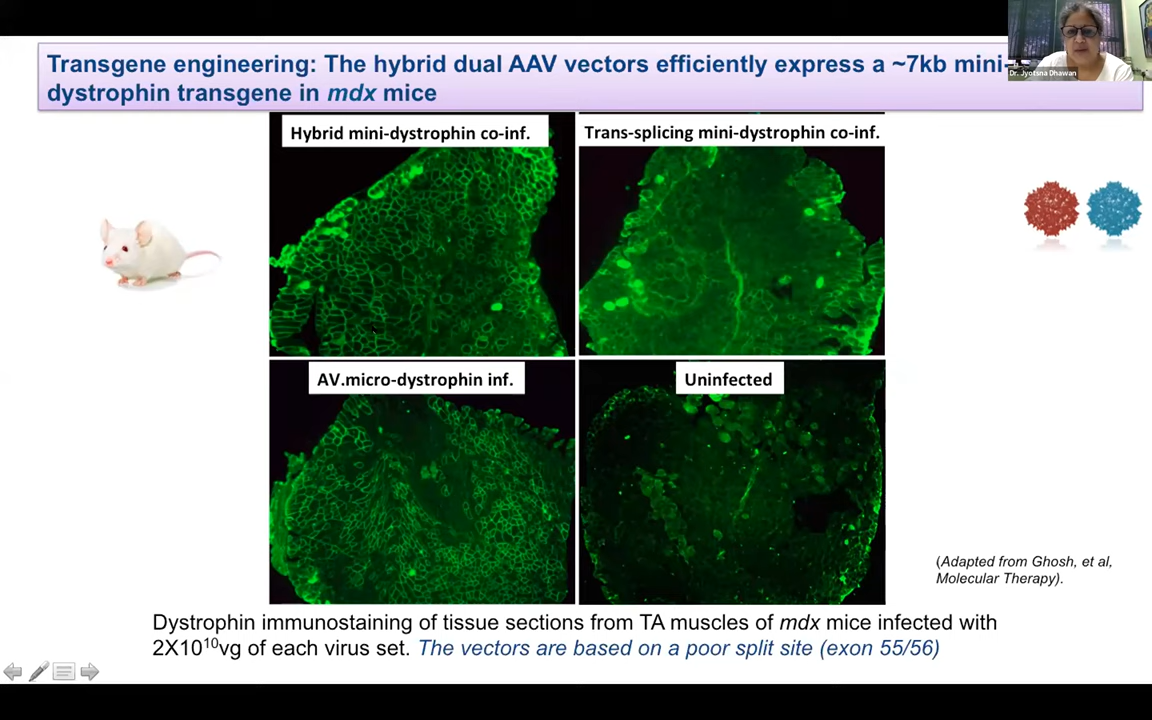 Transgene engineering: The hybrid dual AAV vectors efficiently express a ~7kb mini-
dystrophin transgene in mdx mice
Dr. Jyotsna Dhawan
Hybrid mini-dystrophin co-inf.
Trans-splicing mini-dystrophin co-inf.
AV.micro-dystrophin inf.
Uninfected
(Adapted from Ghosh, et al,
Molecular Therapy).
Dystrophin immunostaining of tissue sections from TA muscles of mdx mice infected with
2X10¹⁰vg of each virus set. The vectors are based on a poor split site (exon 55/56)